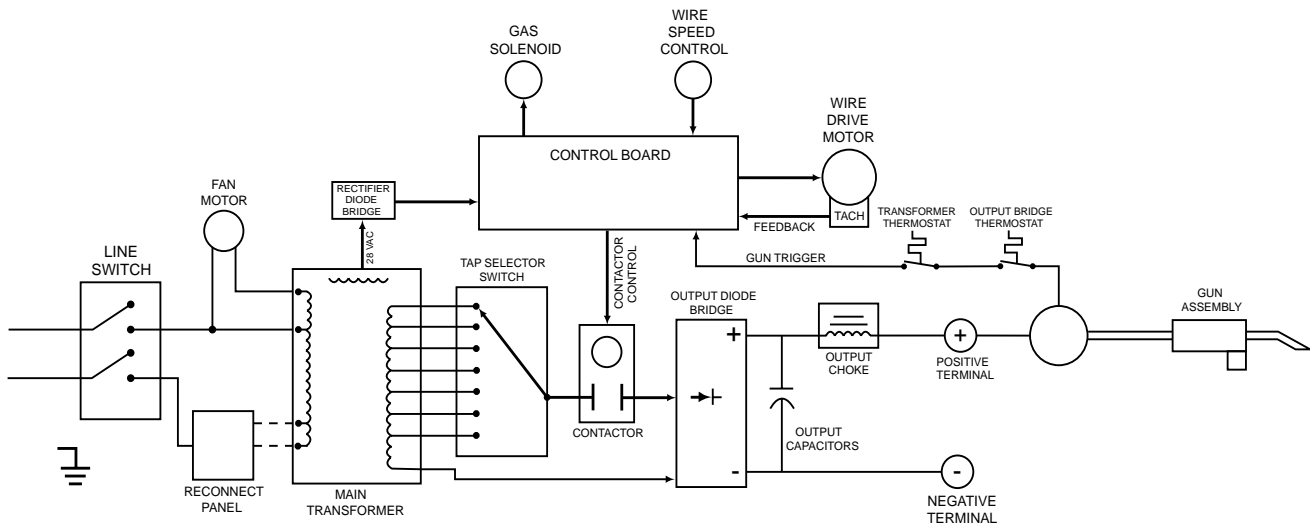 GAS
SOLENOID
WIRE
SPEED
CONTROL
WIRE
DRIVE
MOTOR
CONTROL BOARD
FAN
MOTOR
RECTIFIER
DIODE
BRIDGE
TACH
FEEDBACK
TRANSFORMER
THERMOSTAT
OUTPUT BRIDGE
THERMOSTAT
28 VAC
LINE
SWITCH
TAP SELECTOR
SWITCH
CONTACTOR
CONTROL
GUN TRIGGER
OUTPUT DIODE
BRIDGE
GUN
ASSEMBLY
+
+
OUTPUT
CHOKE
POSITIVE
TERMINAL
CONTACTOR
OUTPUT
CAPACITORS
-
-
RECONNECT
PANEL
MAIN
TRANSFORMER
NEGATIVE
TERMINAL